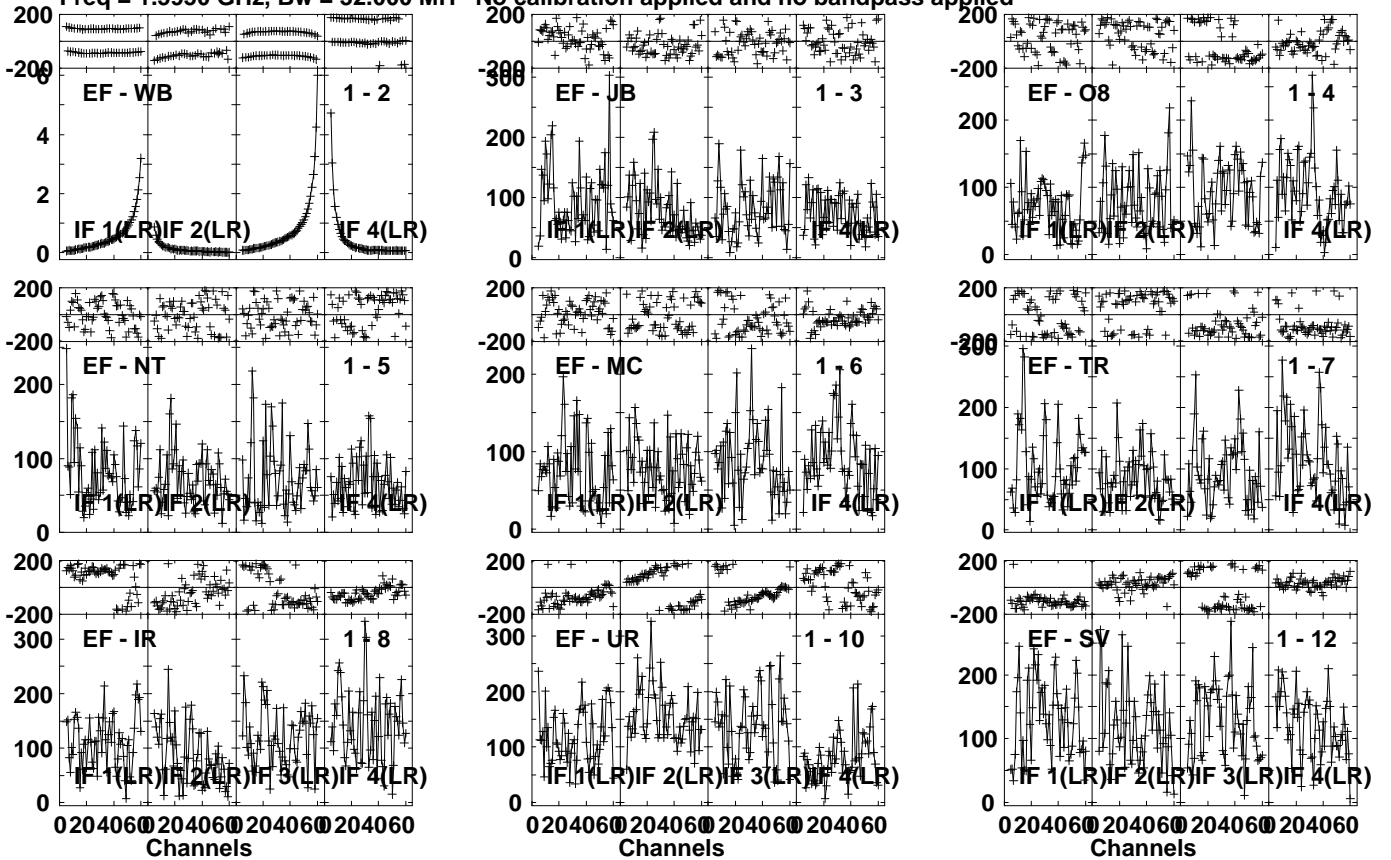 Freq = 1.5950 GHz, Bw = 32.000 MH No calibration applied and no bandpass applied
200
-200
6
4
2
0
EF - WB 1 - 2
IF 1(LR) IF 2(LR) IF 4(LR)
300
200
100
0
EF - JB 1 - 3
IF 1(LR) IF 2(LR) IF 4(LR)
-200
200
100
0
EF - O8 1 - 4
IF 1(LR) IF 2(LR) IF 4(LR)
200
-200
200
100
0
EF - NT 1 - 5
IF 1(LR) IF 2(LR) IF 4(LR)
200
-200
200
100
0
EF - MC 1 - 6
IF 1(LR) IF 2(LR) IF 4(LR)
200
-200
300
200
100
0
EF - TR 1 - 7
IF 1(LR) IF 2(LR) IF 4(LR)
200
-200
300
200
100
0
EF - IR 1 - 8
IF 1(LR) IF 2(LR) IF 3(LR) IF 4(LR)
200
-200
300
200
100
0
EF - UR 1 - 10
IF 1(LR) IF 2(LR) IF 3(LR) IF 4(LR)
200
-200
200
100
0
EF - SV 1 - 12
IF 1(LR) IF 2(LR) IF 3(LR) IF 4(LR)
0 20 40 60 0 20 40 60 0 20 40 60 0 20 40 60
Channels
0 20 40 60 0 20 40 60 0 20 40 60 0 20 40 60
Channels
0 20 40 60 0 20 40 60 0 20 40 60 0 20 40 60
Channels